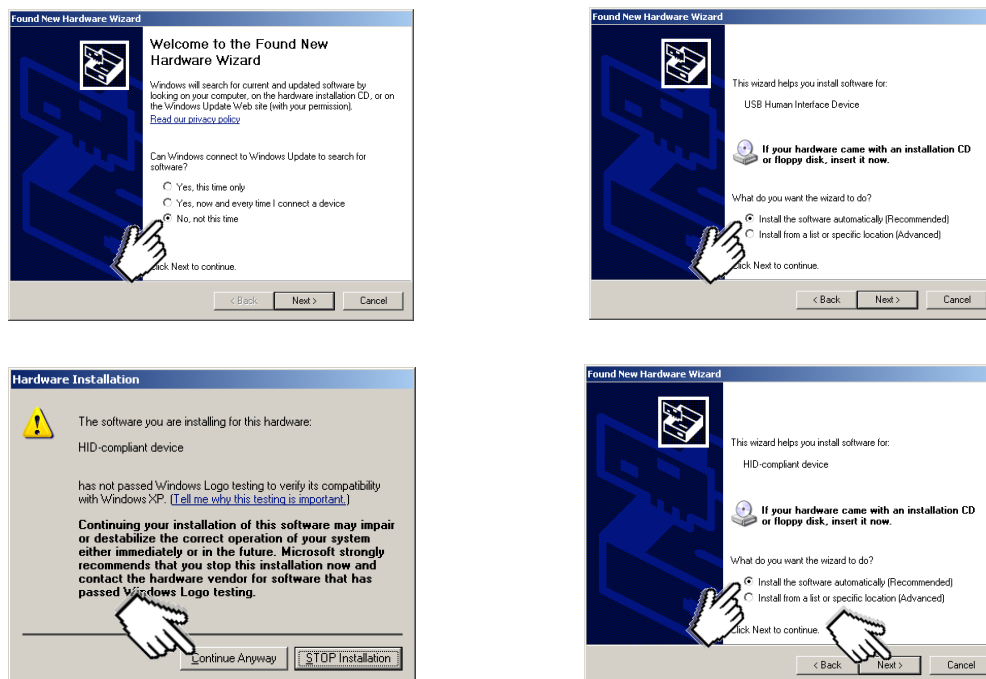 Found New Hardware Wizard
Welcome to the Found New
Hardware Wizard
Windows will search for current and updated software by
looking on your computer, on the hardware installation CD, or on
the Windows Update Web site (with your permission).
Read our privacy policy
Can Windows connect to Windows Update to search for
software?
Yes, this time only
Yes, now and every time I connect a device
No, not this time
Click Next to continue.
< Back
Next >
Cancel
Found New Hardware Wizard
This wizard helps you install software for:
USB Human Interface Device
If your hardware came with an installation CD
or floppy disk, insert it now.
What do you want the wizard to do?
Install the software automatically (Recommended)
Install from a list or specific location (Advanced)
Click Next to continue.
< Back
Next >
Cancel
Hardware Installation
The software you are installing for this hardware:
HID-compliant device
has not passed Windows Logo testing to verify its compatibility
with Windows XP. (Tell me why this testing is important.)
Continuing your installation of this software may impair
or destabilize the correct operation of your system
either immediately or in the future. Microsoft strongly
recommends that you stop this installation now and
contact the hardware vendor for software that has
passed Windows Logo testing.
Continue Anyway
STOP Installation
Found New Hardware Wizard
This wizard helps you install software for:
HID-compliant device
If your hardware came with an installation CD
or floppy disk, insert it now.
What do you want the wizard to do?
Install the software automatically (Recommended)
Install from a list or specific location (Advanced)
Click Next to continue.
< Back
Next >
Cancel